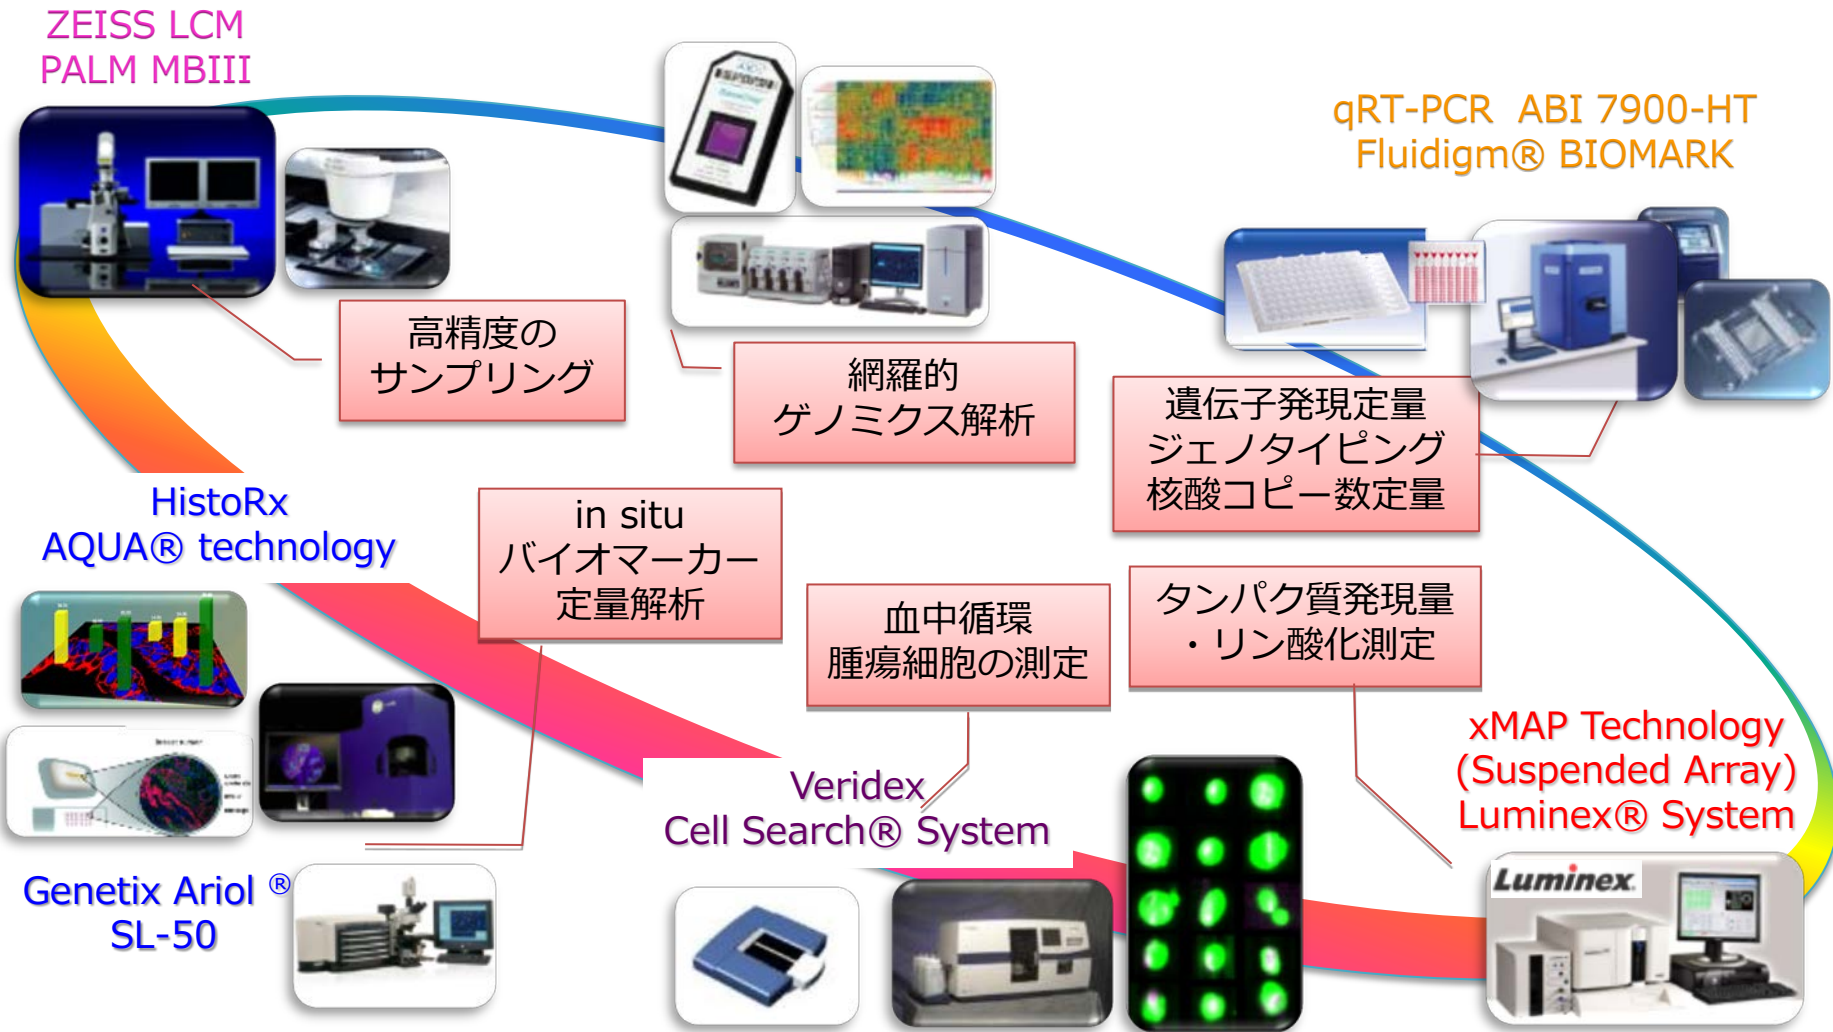 ZEISS LCM
PALM MBIII
qRT-PCR ABI 7900-HT
Fluidigm® BIOMARK
高精度の
サンプリング
網羅的
ゲノミクス解析
遺伝子発現定量
ジェノタイピング
核酸コピー数定量
HistoRx
AQUA® technology
in situ
バイオマーカー
定量解析
血中循環
腫瘍細胞の測定
タンパク質発現量
・リン酸化測定
xMAP Technology
(Suspended Array)
Luminex® System
Veridex
Cell Search® System
Genetix Ariol ®
SL-50
Luminex.